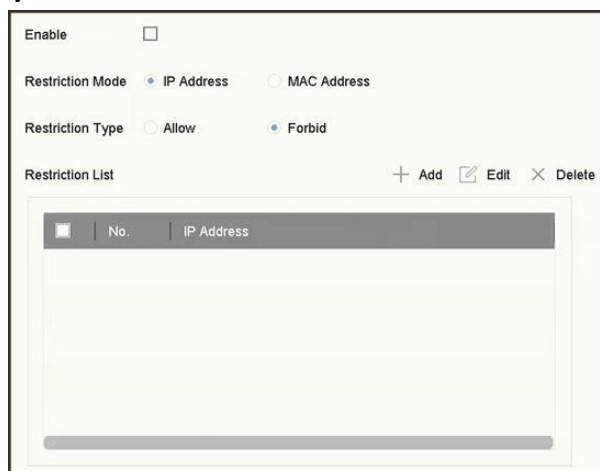 Enable
Restriction Mode IP Address MAC Address
Restriction Type Allow Forbid
Restriction List Add Edit Delete
No. IP Address